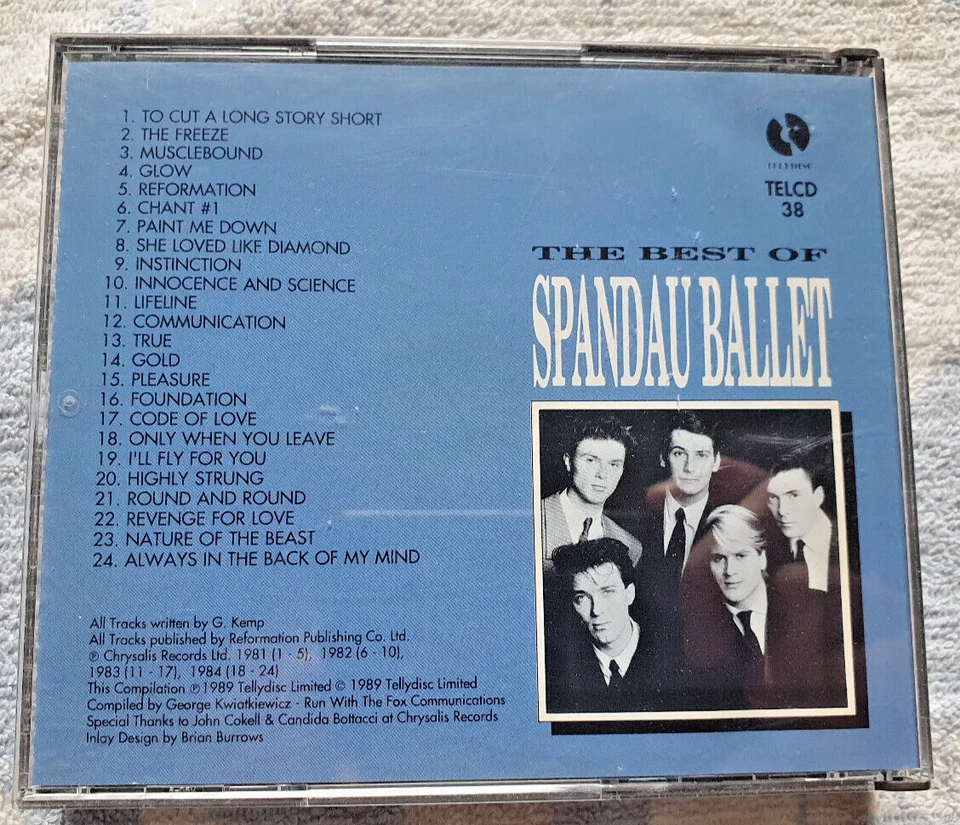 1. TO CUT A LONG STORY SHORT
2. THE FREEZE
3. MUSCLEBOUND
4. GLOW
5. REFORMATION
6. CHANT #1
7. PAINT ME DOWN
8. SHE LOVED LIKE DIAMOND
9. INSTINCTION
10. INNOCENCE AND SCIENCE
11. LIFELINE
12. COMMUNICATION
13. TRUE
14. GOLD
15. PLEASURE
16. FOUNDATION
17. CODE OF LOVE
18. ONLY WHEN YOU LEAVE
19. I'LL FLY FOR YOU
20. HIGHLY STRUNG
21. ROUND AND ROUND
22. REVENGE FOR LOVE
23. NATURE OF THE BEAST
24. ALWAYS IN THE BACK OF MY MIND
All Tracks written by G. Kemp
All Tracks published by Reformation Publishing Co. Ltd.
℗ Chrysalis Records Ltd. 1981 (1 - 5), 1982 (6 - 10),
1983 (11 - 17), 1984 (18 - 24)
This Compilation ℗ 1989 Tellydisc Limited © 1989 Tellydisc Limited
Compiled by George Kwiatkiewicz - Run With The Fox Communications
Special Thanks to John Cokell & Candida Bottacci at Chrysalis Records
Inlay Design by Brian Burrows
TELLYDISC
TELCD
38
THE BEST OF
SPANDAU BALLET